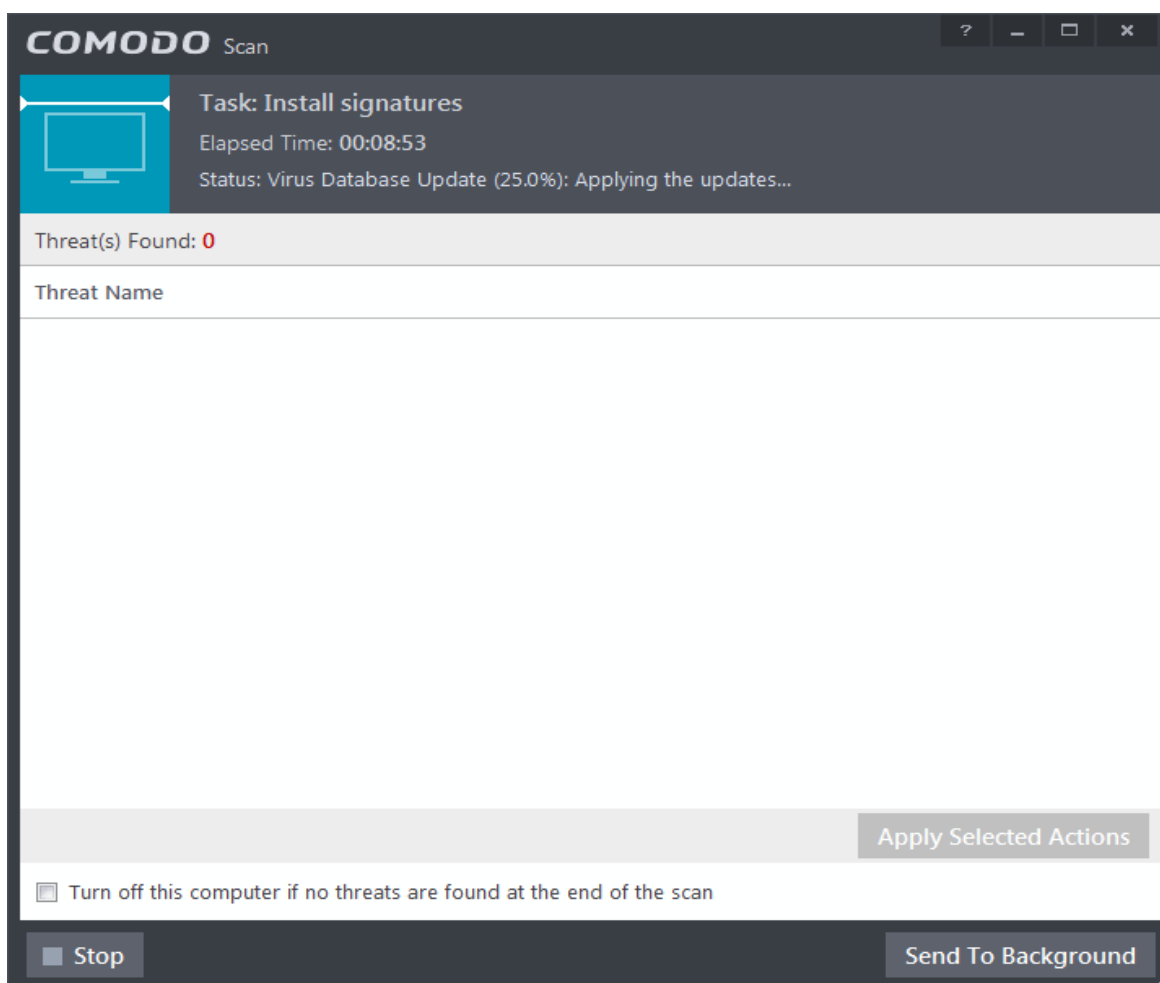 COMODO Scan
?
Task: Install signatures
Elapsed Time: 00:08:53
Status: Virus Database Update (25.0%): Applying the updates...
Threat(s) Found: 0
Threat Name
Apply Selected Actions
Turn off this computer if no threats are found at the end of the scan
Stop
Send To Background